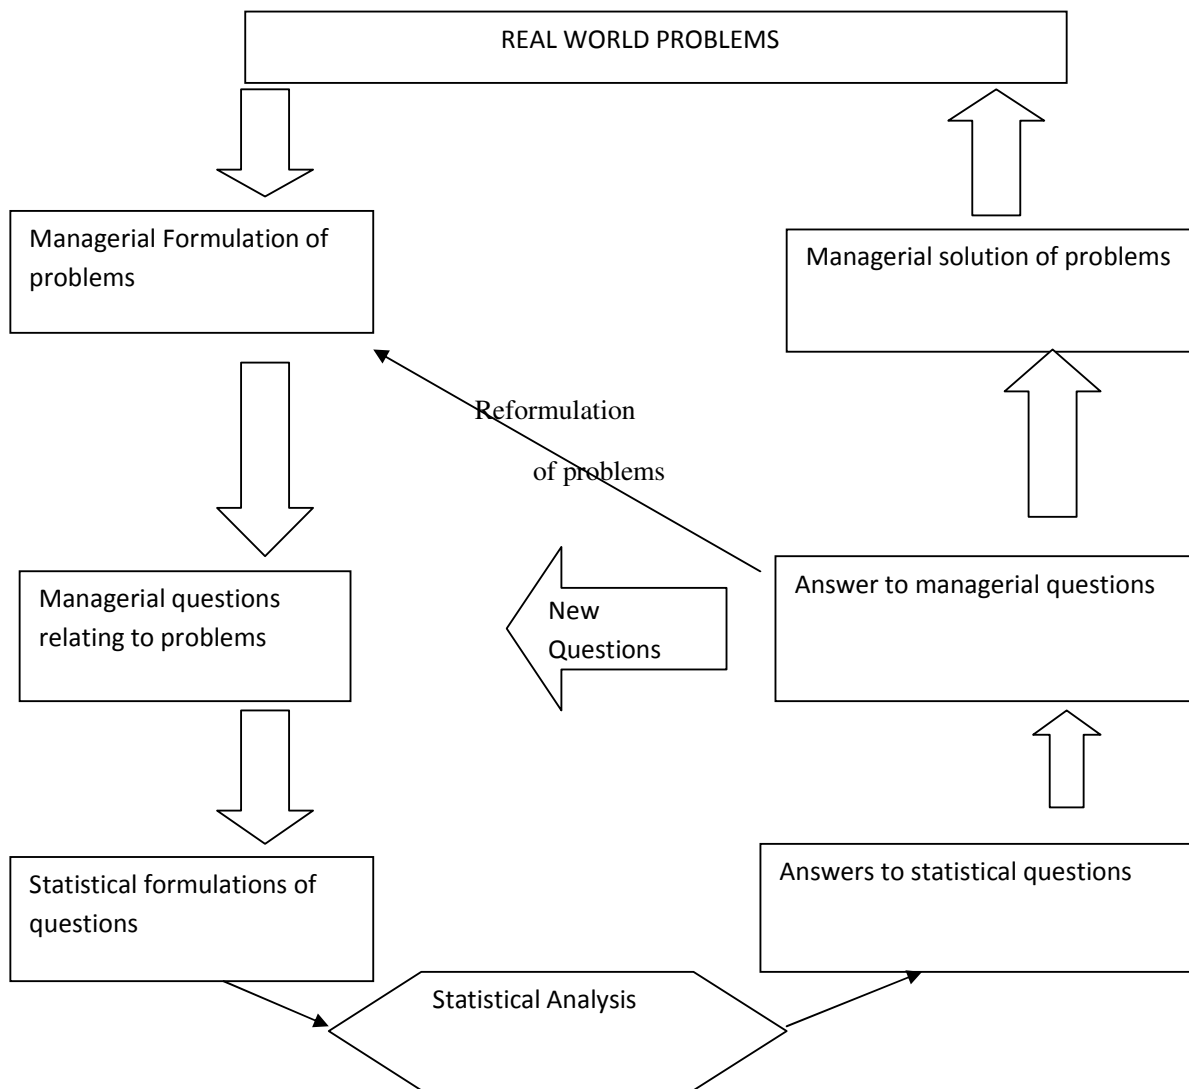 REAL WORLD PROBLEMS
Managerial Formulation of
problems
Managerial solution of problems
Reformulation
of problems
Managerial questions
relating to problems
New
Questions
Answer to managerial questions
Statistical formulations of
questions
Answers to statistical questions
Statistical Analysis